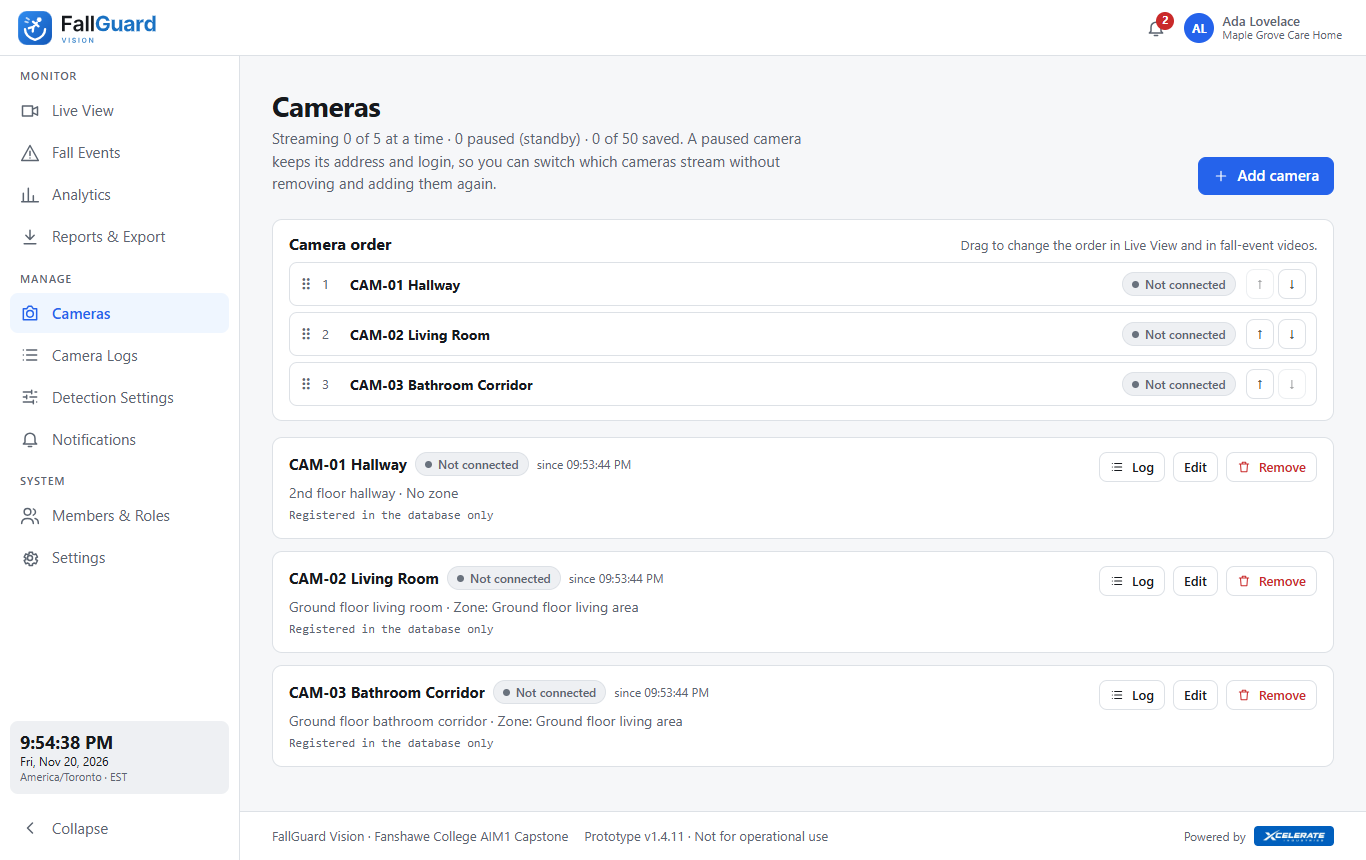 FallGuard
VISION
2
AL
Ada Lovelace
Maple Grove Care Home
MONITOR
Live View
Fall Events
Analytics
Reports & Export
MANAGE
Cameras
Camera Logs
Detection Settings
Notifications
SYSTEM
Members & Roles
Settings
9:54:38 PM
Fri, Nov 20, 2026
America/Toronto · EST
Collapse
Cameras
Streaming 0 of 5 at a time · 0 paused (standby) · 0 of 50 saved. A paused camera
keeps its address and login, so you can switch which cameras stream without
removing and adding them again.
+ Add camera
Camera order
Drag to change the order in Live View and in fall-event videos.
1 CAM-01 Hallway Not connected ↑ ↓
2 CAM-02 Living Room Not connected ↑ ↓
3 CAM-03 Bathroom Corridor Not connected ↑ ↓
CAM-01 Hallway Not connected since 09:53:44 PM Log Edit Remove
2nd floor hallway · No zone
Registered in the database only
CAM-02 Living Room Not connected since 09:53:44 PM Log Edit Remove
Ground floor living room · Zone: Ground floor living area
Registered in the database only
CAM-03 Bathroom Corridor Not connected since 09:53:44 PM Log Edit Remove
Ground floor bathroom corridor · Zone: Ground floor living area
Registered in the database only
FallGuard Vision · Fanshawe College AIM1 Capstone Prototype v1.4.11 · Not for operational use
Powered by XCELERATE